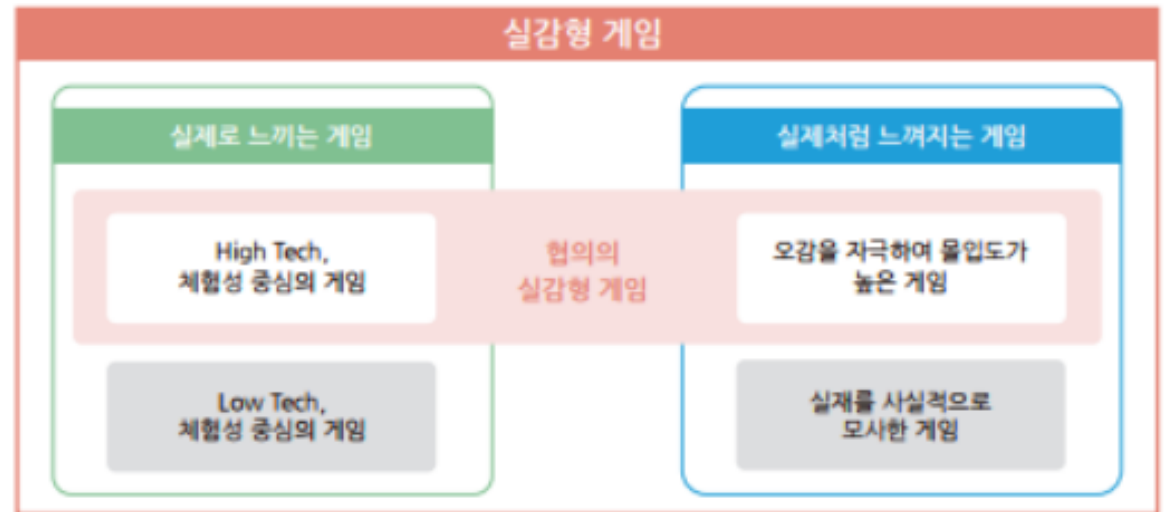 실감형 게임
실제로 느끼는 게임
실제처럼 느껴지는 게임
High Tech,
체험성 중심의 게임
협의의
실감형 게임
오감을 자극하여 몰입도가
높은 게임
Low Tech,
체험성 중심의 게임
실재를 사실적으로
모사한 게임